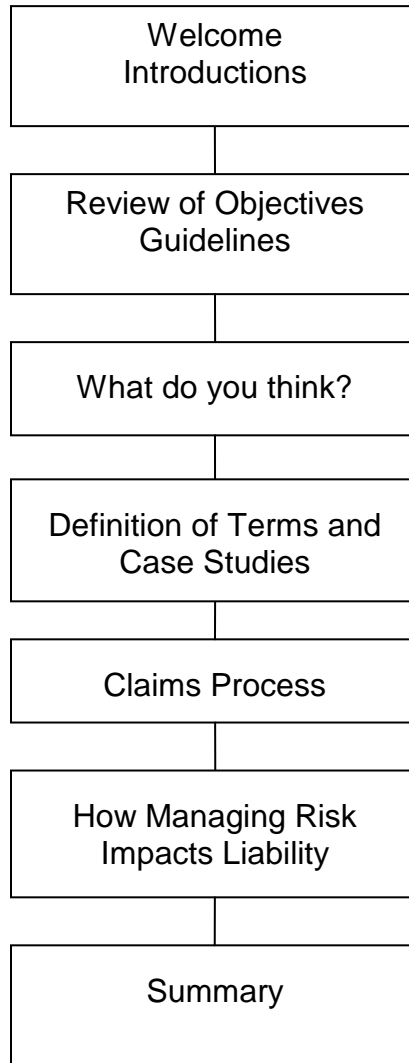 Welcome
Introductions
Review of Objectives
Guidelines
What do you think?
Definition of Terms and
Case Studies
Claims Process
How Managing Risk
Impacts Liability
Summary